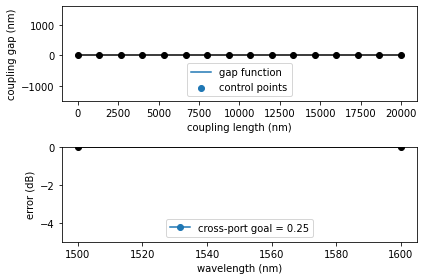 1000
0
−1000
coupling gap (nm)
gap function
control points
0 2500 5000 7500 10000 12500 15000 17500 20000
coupling length (nm)
0
−2
−4
error (dB)
cross-port goal = 0.25
1500 1520 1540 1560 1580 1600
wavelength (nm)